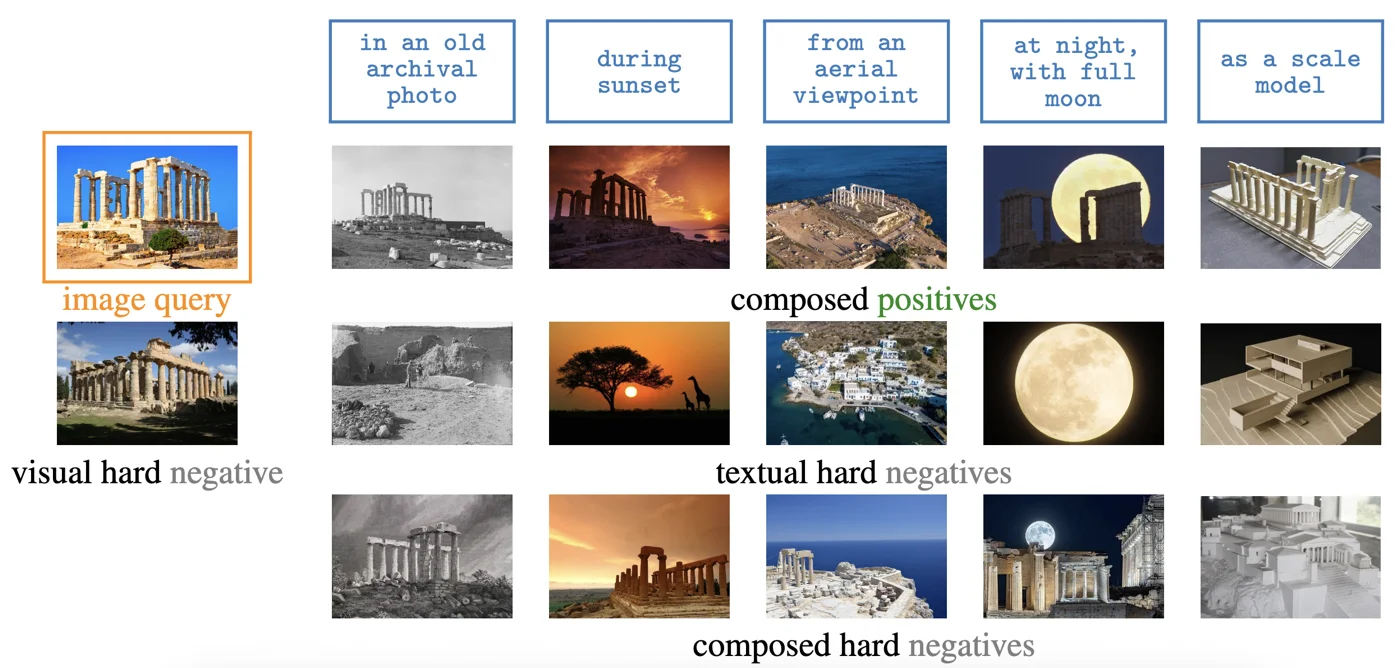 in an old
archival
photo
during
sunset
from an
aerial
viewpoint
at night,
with full
moon
as a scale
model
image query
composed positives
visual hard negative
textual hard negatives
composed hard negatives